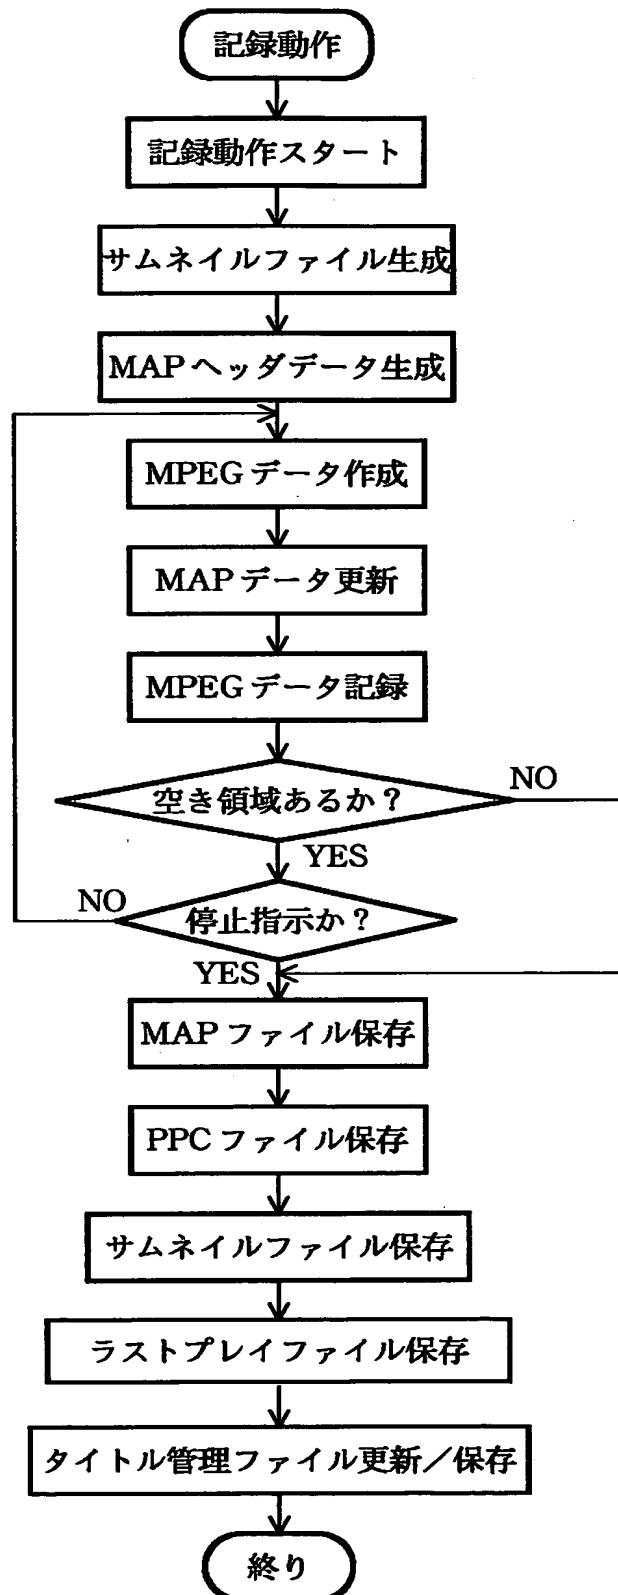 記録動作
記録動作スタート
サムネイルファイル生成
MAPヘッダデータ生成
MPEGデータ作成
MAPデータ更新
MPEGデータ記録
空き領域あるか?
NO
YES
NO
停止指示か?
YES
MAPファイル保存
PPCファイル保存
サムネイルファイル保存
ラストプレイファイル保存
タイトル管理ファイル更新/保存
終り